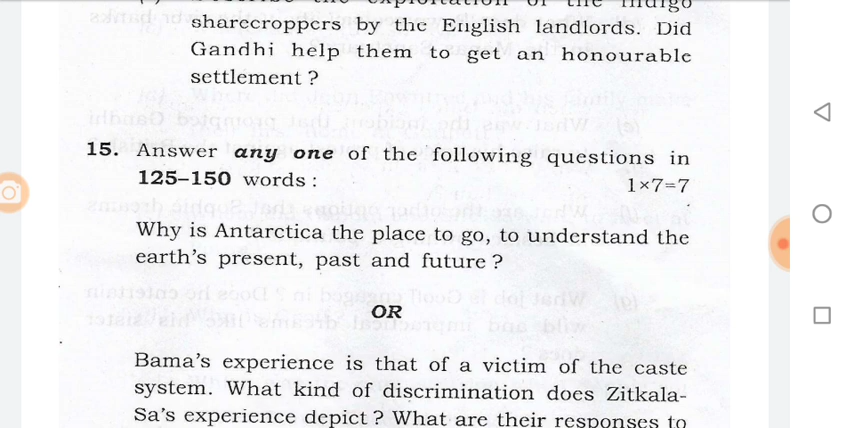 sharecroppers by the English landlords. Did
Gandhi help them to get an honourable
settlement ?
15. Answer any one of the following questions in
125–150 words : 1×7=7
Why is Antarctica the place to go, to understand the
earth's present, past and future ?
OR
Bama's experience is that of a victim of the caste
system. What kind of discrimination does Zitkala-
Sa's experience depict ? What are their responses to